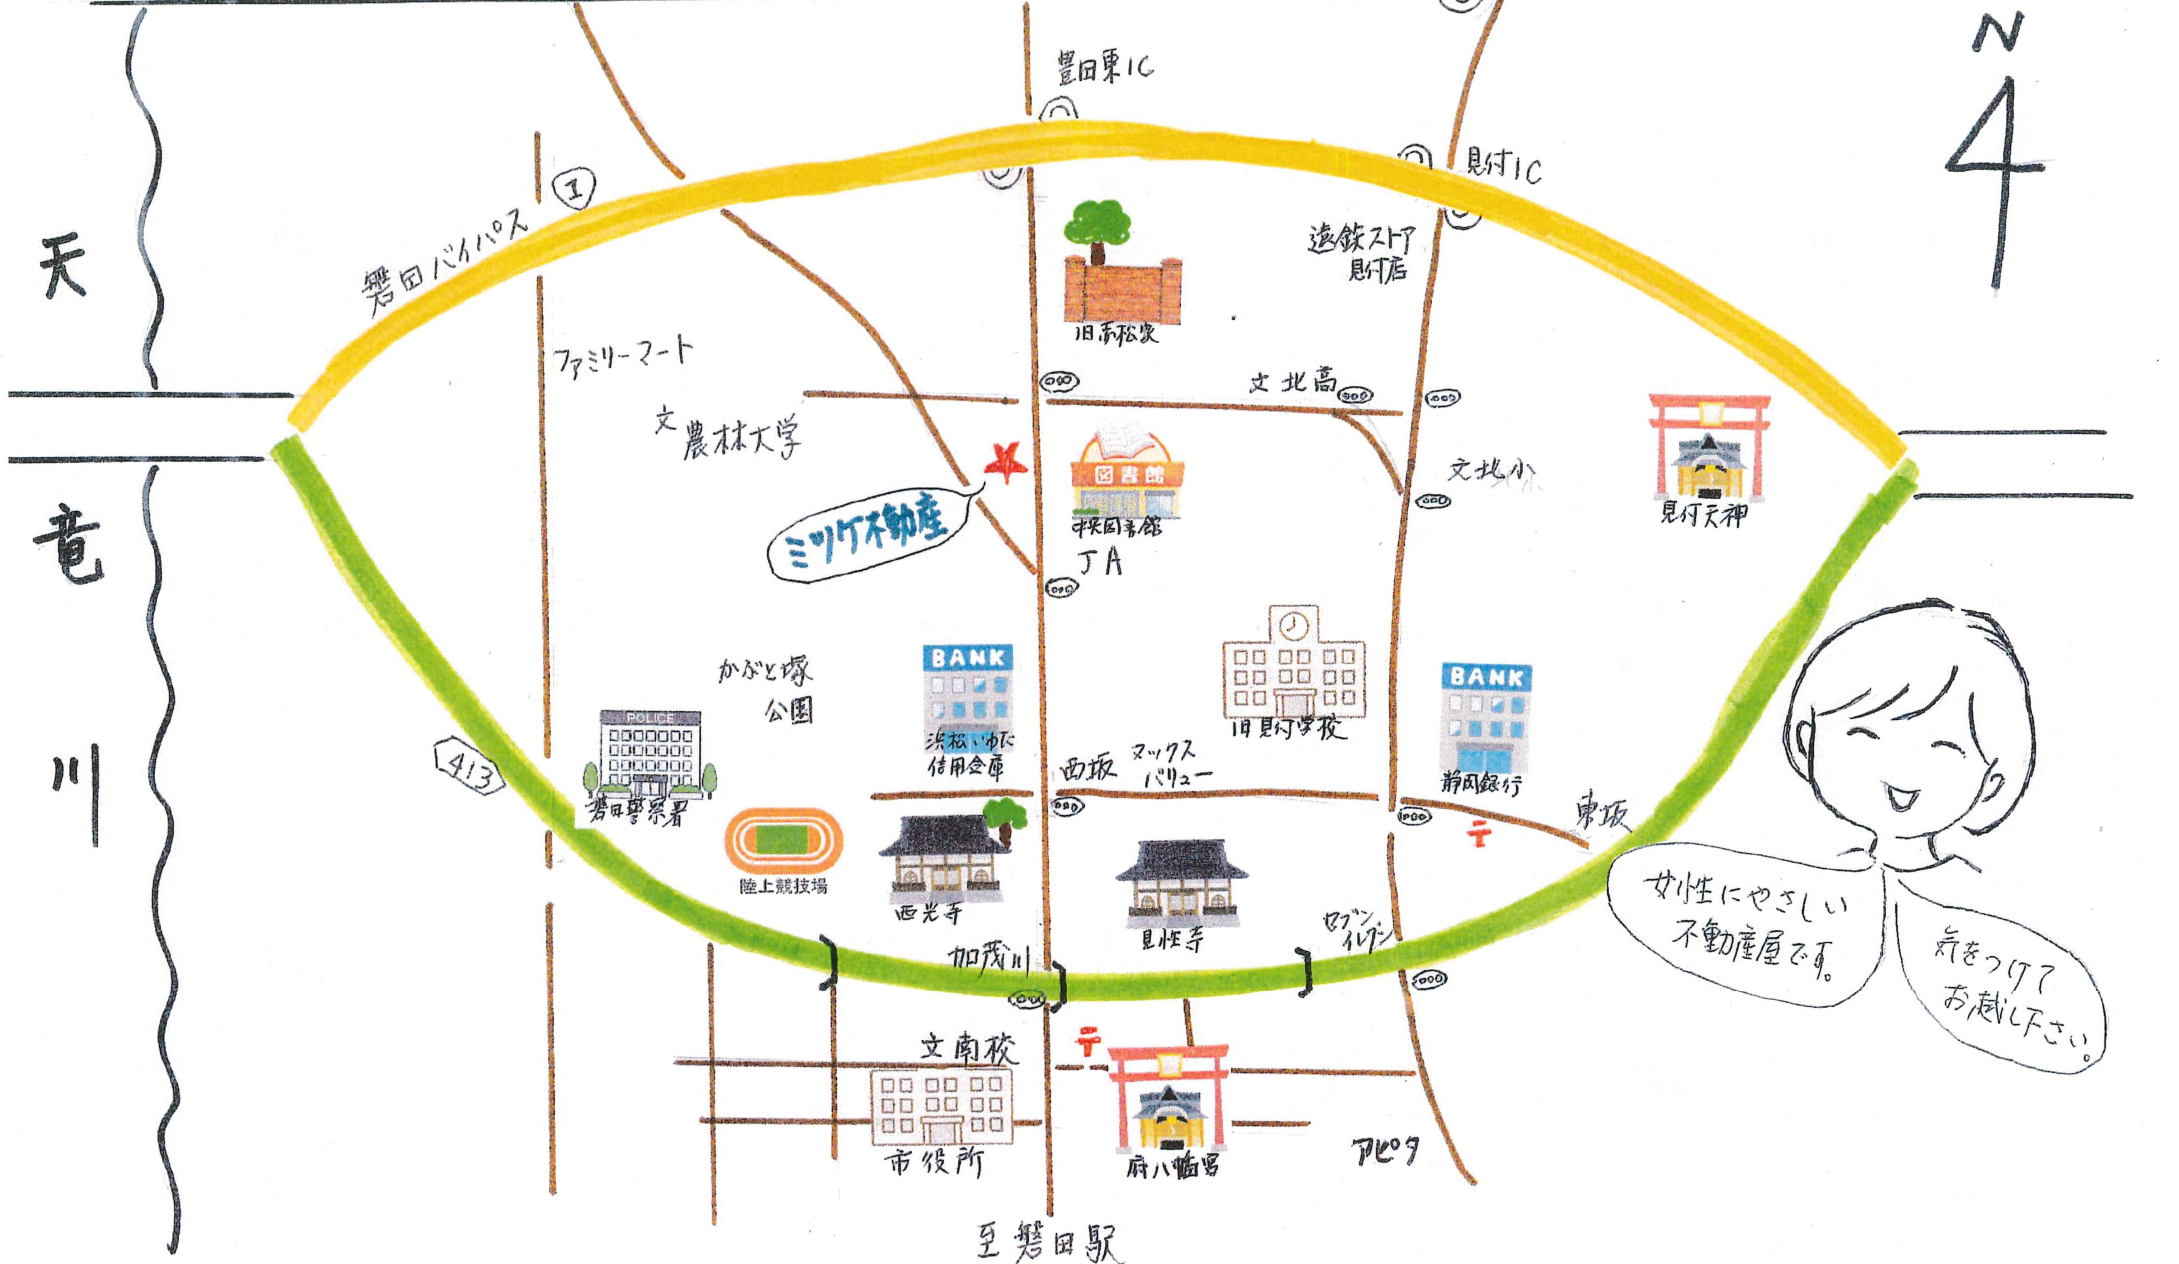 N
豊田東IC
見付IC
1
磐田バイパス
天
竜
川
遠鉄ストア
見付店
旧赤松家
ファミリーマート
文 北高
文 農林大学
文 北小
図書館
中央図書館
JA
ミツケ不動産
見付天神
かぶと塚
公園
BANK
浜松いわた
信用金庫
旧見付学校
BANK
静岡銀行
413
POLICE
磐田警察署
西坂
マックス
バリュー
東坂
〒
陸上競技場
西光寺
見性寺
セブン
イレブン
加茂川
女性にやさしい
不動産屋です。
気をつけて
お越し下さい。
文 南校
〒
市役所
府八幡宮
アピタ
至磐田駅